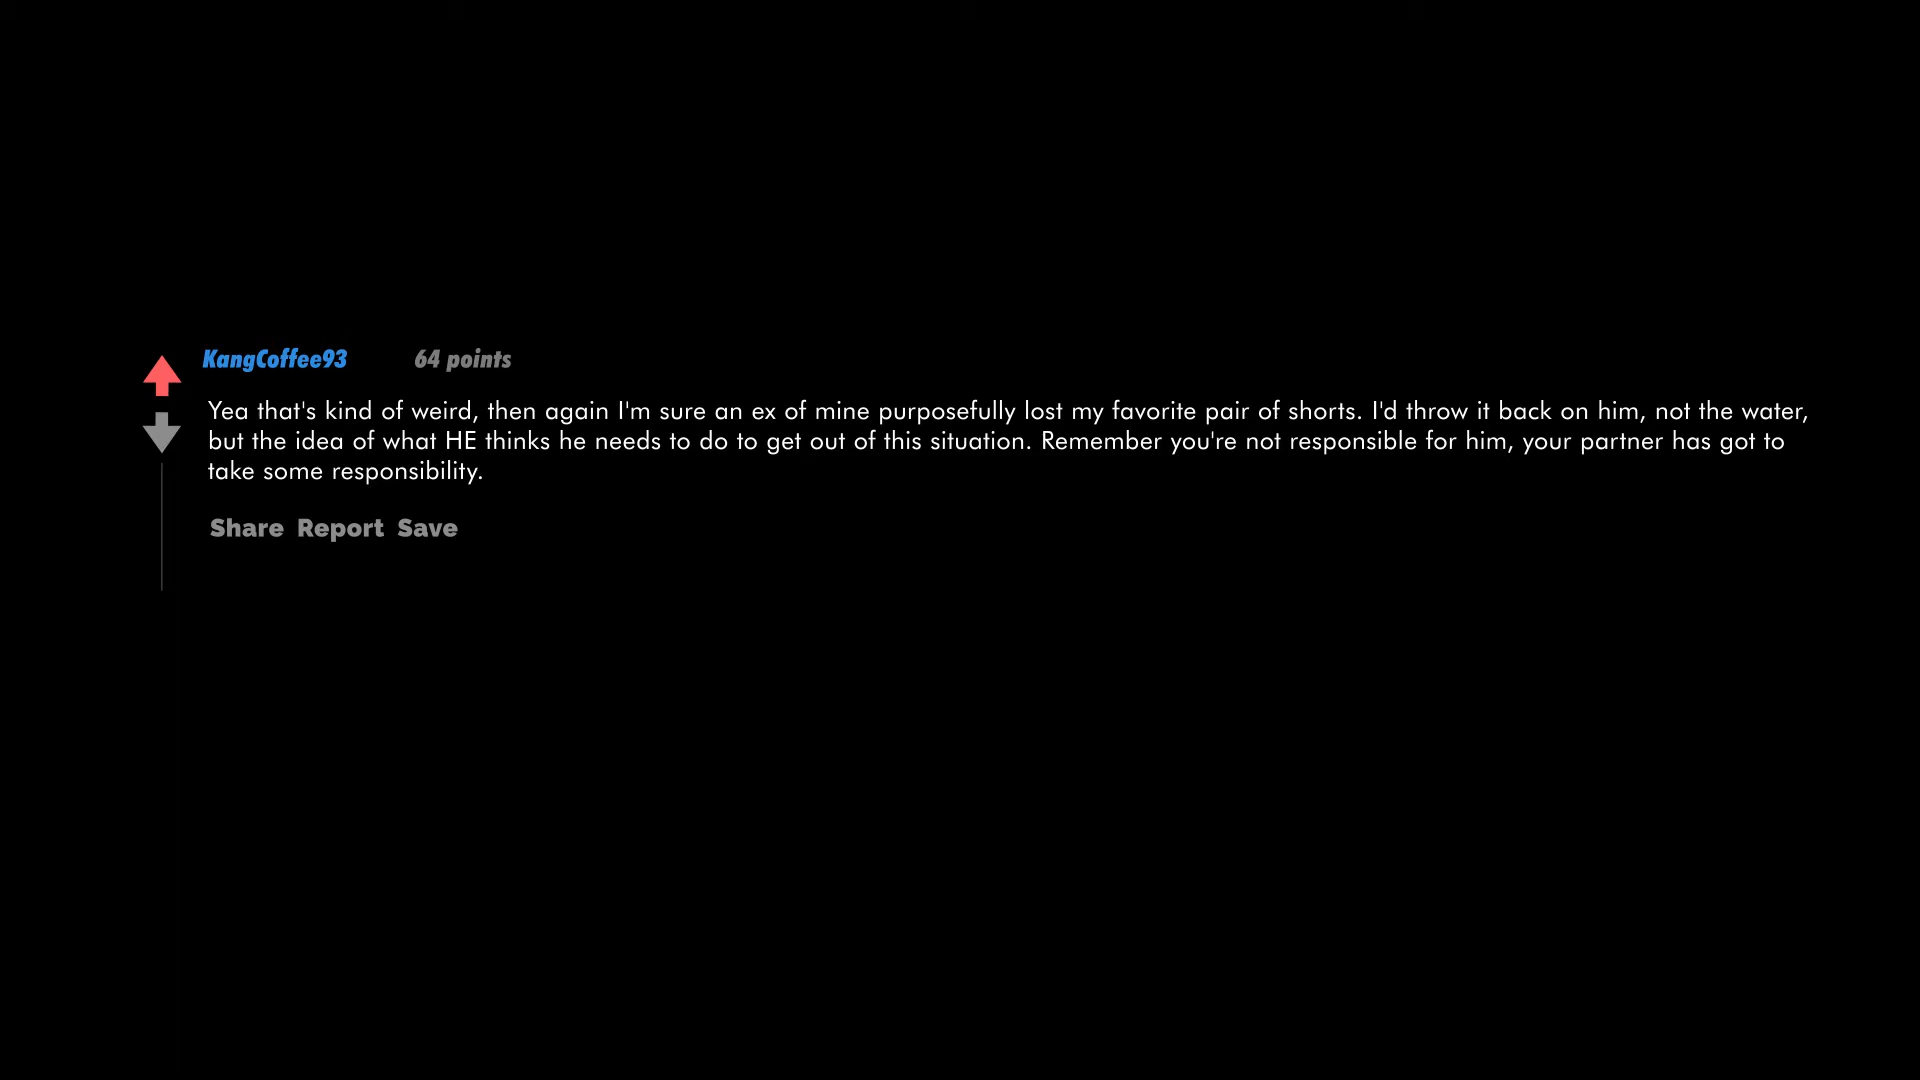 KangCoffee93 64 points
Yea that's kind of weird, then again I'm sure an ex of mine purposefully lost my favorite pair of shorts. I'd throw it back on him, not the water,
but the idea of what HE thinks he needs to do to get out of this situation. Remember you're not responsible for him, your partner has got to
take some responsibility.
Share Report Save